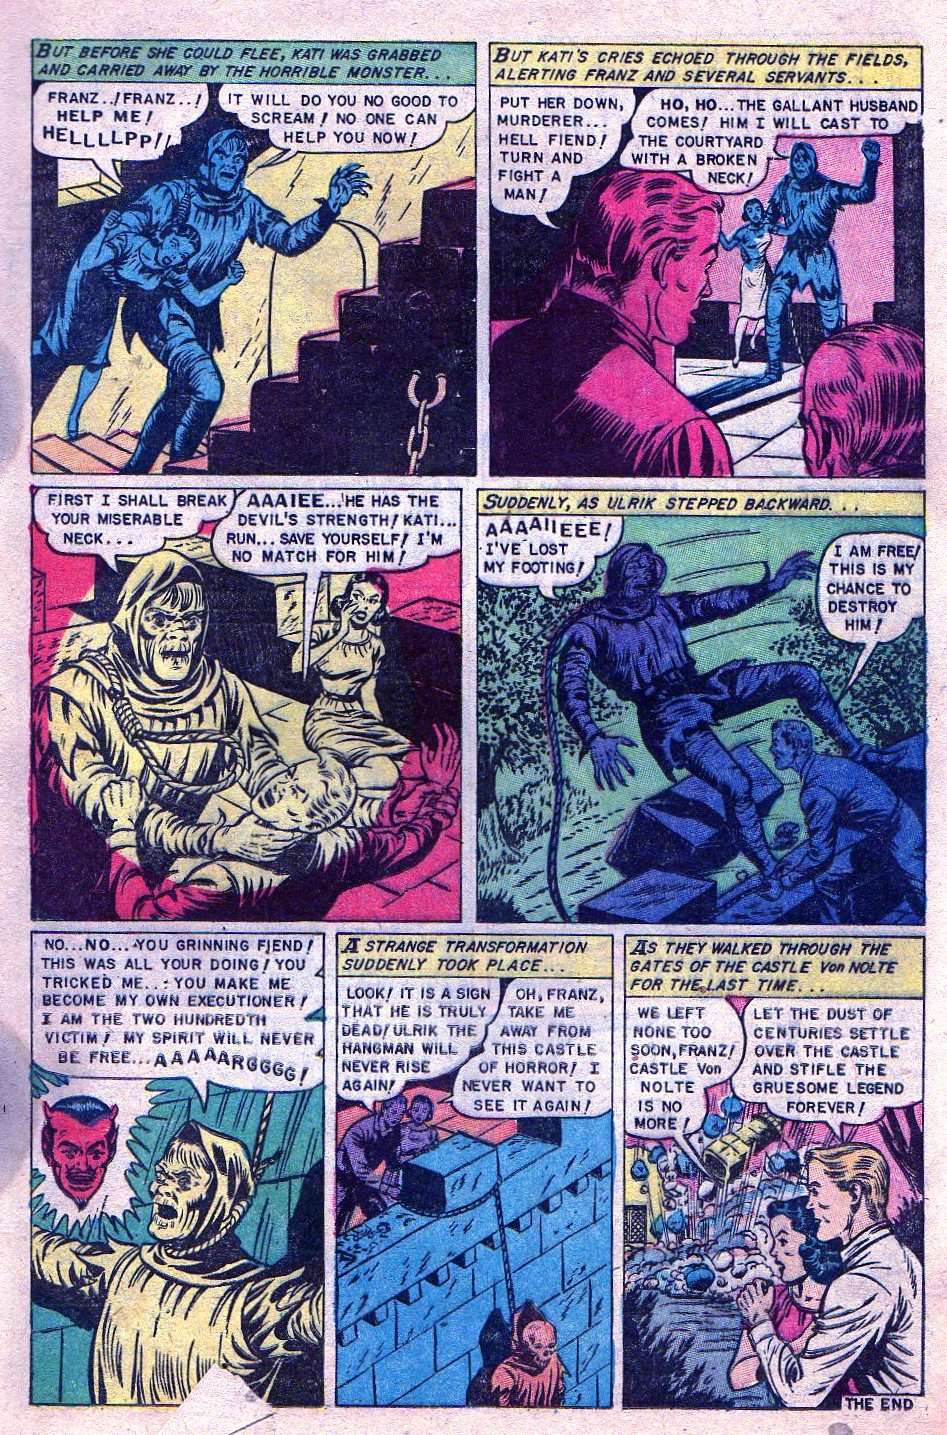 BUT BEFORE SHE COULD FLEE, KATI WAS GRABBED
AND CARRIED AWAY BY THE HORRIBLE MONSTER...
FRANZ..! FRANZ..!
HELP ME!
HELLLLPP!!
IT WILL DO YOU NO GOOD TO
SCREAM! NO ONE CAN
HELP YOU NOW!
BUT KATI'S CRIES ECHOED THROUGH THE FIELDS,
ALERTING FRANZ AND SEVERAL SERVANTS...
PUT HER DOWN,
MURDERER...
HELL FIEND!
TURN AND
FIGHT A
MAN!
HO, HO... THE GALLANT HUSBAND
COMES! HIM I WILL CAST TO
THE COURTYARD
WITH A BROKEN
NECK!
FIRST I SHALL BREAK
YOUR MISERABLE
NECK...
AAAIEE... HE HAS THE
DEVIL'S STRENGTH! KATI...
RUN... SAVE YOURSELF! I'M
NO MATCH FOR HIM!
SUDDENLY, AS ULRIK STEPPED BACKWARD...
AAAAIIEEEE!
I'VE LOST
MY FOOTING!
I AM FREE!
THIS IS MY
CHANCE TO
DESTROY
HIM!
NO...NO...YOU GRINNING FIEND!
THIS WAS ALL YOUR DOING! YOU
TRICKED ME...YOU MAKE ME
BECOME MY OWN EXECUTIONER!
I AM THE TWO HUNDREDTH
VICTIM! MY SPIRIT WILL NEVER
BE FREE...AAAAARGGGG!
A STRANGE TRANSFORMATION
SUDDENLY TOOK PLACE...
LOOK! IT IS A SIGN
THAT HE IS TRULY
DEAD! ULRIK THE
HANGMAN WILL
NEVER RISE
AGAIN!
OH, FRANZ,
TAKE ME
AWAY FROM
THIS CASTLE
OF HORROR! I
NEVER WANT TO
SEE IT AGAIN!
AS THEY WALKED THROUGH THE
GATES OF THE CASTLE VON NOLTE
FOR THE LAST TIME...
WE LEFT
NONE TOO
SOON, FRANZ!
CASTLE VON
NOLTE
IS NO
MORE!
LET THE DUST OF
CENTURIES SETTLE
OVER THE CASTLE
AND STIFLE THE
GRUESOME LEGEND
FOREVER!
THE END